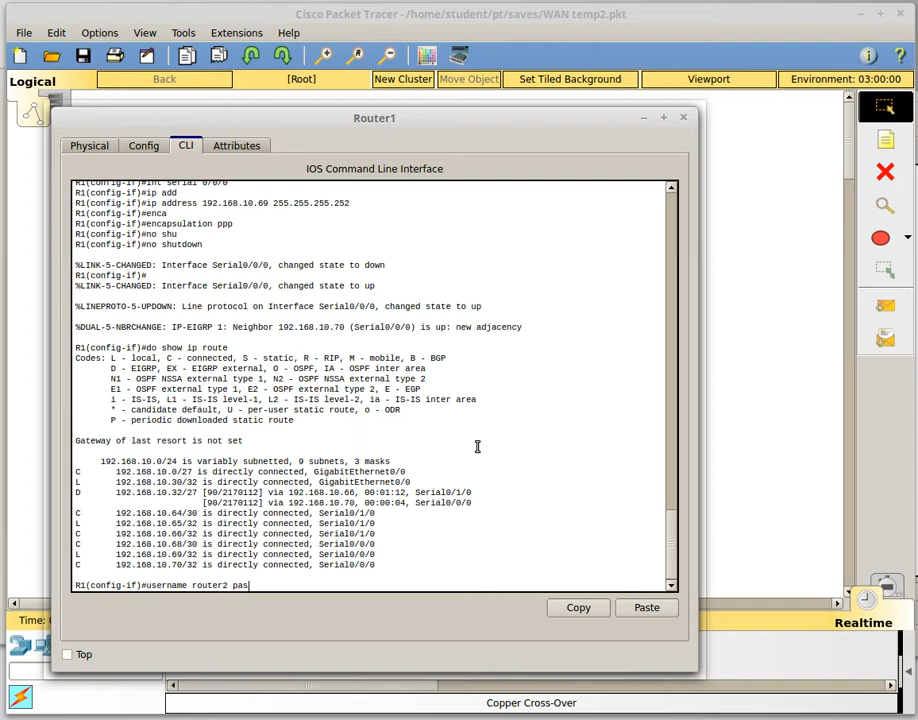 Cisco Packet Tracer - /home/student/pt/saves/WAN temp2.pkt
File Edit Options View Tools Extensions Help
Logical Back [Root] New Cluster Move Object Set Tiled Background Viewport Environment: 03:00:00
Router1
Physical Config CLI Attributes
IOS Command Line Interface
R1(config-if)#int serial 0/0/0
R1(config-if)#ip add
R1(config-if)#ip address 192.168.10.69 255.255.255.252
R1(config-if)#enca
R1(config-if)#encapsulation ppp
R1(config-if)#no shu
R1(config-if)#no shutdown
%LINK-5-CHANGED: Interface Serial0/0/0, changed state to down
R1(config-if)#
%LINK-5-CHANGED: Interface Serial0/0/0, changed state to up
%LINEPROTO-5-UPDOWN: Line protocol on Interface Serial0/0/0, changed state to up
%DUAL-5-NBRCHANGE: IP-EIGRP 1: Neighbor 192.168.10.70 (Serial0/0/0) is up: new adjacency
R1(config-if)#do show ip route
Codes: L - local, C - connected, S - static, R - RIP, M - mobile, B - BGP
D - EIGRP, EX - EIGRP external, O - OSPF, IA - OSPF inter area
N1 - OSPF NSSA external type 1, N2 - OSPF NSSA external type 2
E1 - OSPF external type 1, E2 - OSPF external type 2, E - EGP
i - IS-IS, L1 - IS-IS level-1, L2 - IS-IS level-2, ia - IS-IS inter area
* - candidate default, U - per-user static route, o - ODR
P - periodic downloaded static route
Gateway of last resort is not set
192.168.10.0/24 is variably subnetted, 9 subnets, 3 masks
C 192.168.10.0/27 is directly connected, GigabitEthernet0/0
L 192.168.10.30/32 is directly connected, GigabitEthernet0/0
D 192.168.10.32/27 [90/2170112] via 192.168.10.66, 00:01:12, Serial0/1/0
[90/2170112] via 192.168.10.70, 00:00:04, Serial0/0/0
C 192.168.10.64/30 is directly connected, Serial0/1/0
L 192.168.10.65/32 is directly connected, Serial0/1/0
C 192.168.10.66/32 is directly connected, Serial0/1/0
C 192.168.10.68/30 is directly connected, Serial0/0/0
L 192.168.10.69/32 is directly connected, Serial0/0/0
C 192.168.10.70/32 is directly connected, Serial0/0/0
R1(config-if)#username router2 pas
Copy Paste
Time: Realtime
Top
Copper Cross-Over